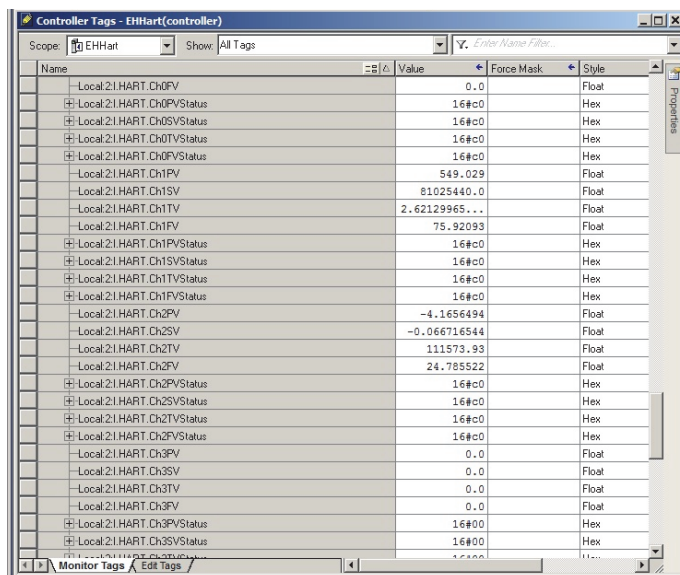 Controller Tags - EHHart(controller)
Scope: EHHart Show: All Tags Enter Name Filter...
Name Value Force Mask Style
Local:2:I.HART.Ch0FV 0.0 Float
Local:2:I.HART.Ch0PVStatus 16#c0 Hex
Local:2:I.HART.Ch0SVStatus 16#c0 Hex
Local:2:I.HART.Ch0TVStatus 16#c0 Hex
Local:2:I.HART.Ch0FVStatus 16#c0 Hex
Local:2:I.HART.Ch1PV 549.029 Float
Local:2:I.HART.Ch1SV 81025440.0 Float
Local:2:I.HART.Ch1TV 2.62129965... Float
Local:2:I.HART.Ch1FV 75.92093 Float
Local:2:I.HART.Ch1PVStatus 16#c0 Hex
Local:2:I.HART.Ch1SVStatus 16#c0 Hex
Local:2:I.HART.Ch1TVStatus 16#c0 Hex
Local:2:I.HART.Ch1FVStatus 16#c0 Hex
Local:2:I.HART.Ch2PV -4.1656494 Float
Local:2:I.HART.Ch2SV -0.066716544 Float
Local:2:I.HART.Ch2TV 111573.93 Float
Local:2:I.HART.Ch2FV 24.785522 Float
Local:2:I.HART.Ch2PVStatus 16#c0 Hex
Local:2:I.HART.Ch2SVStatus 16#c0 Hex
Local:2:I.HART.Ch2TVStatus 16#c0 Hex
Local:2:I.HART.Ch2FVStatus 16#c0 Hex
Local:2:I.HART.Ch3PV 0.0 Float
Local:2:I.HART.Ch3SV 0.0 Float
Local:2:I.HART.Ch3TV 0.0 Float
Local:2:I.HART.Ch3FV 0.0 Float
Local:2:I.HART.Ch3PVStatus 16#00 Hex
Local:2:I.HART.Ch3SVStatus 16#00 Hex
Monitor Tags Edit Tags
Properties